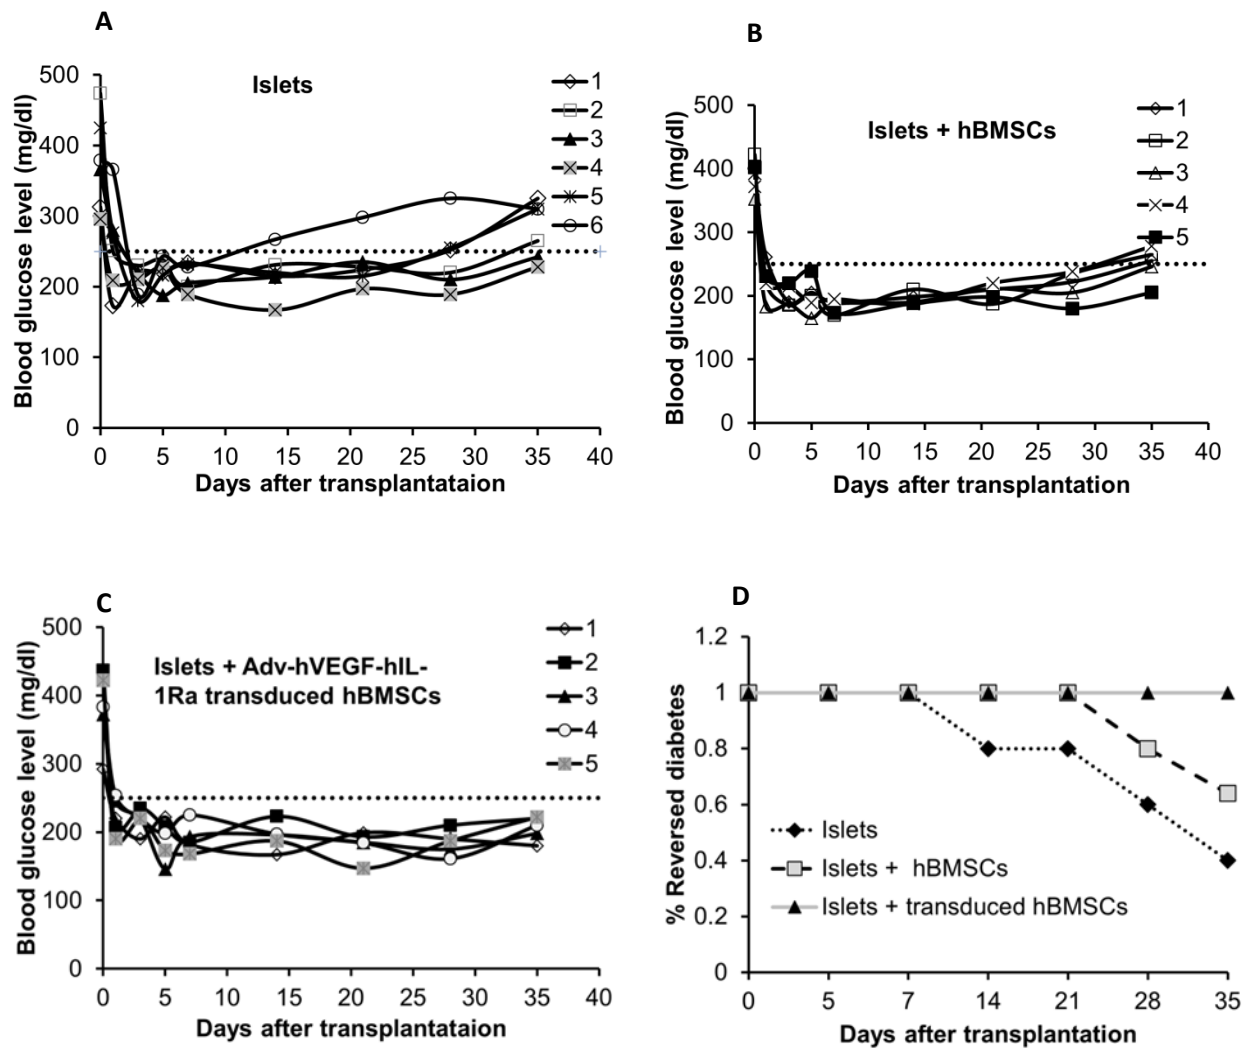 A
Islets
Blood glucose level (mg/dl)
500
400
300
200
100
0
0 5 10 15 20 25 30 35 40
Days after transplantataion
1
2
3
4
5
6
B
Islets + hBMSCs
Blood glucose level (mg/dl)
500
400
300
200
100
0
0 5 10 15 20 25 30 35 40
Days after transplantation
1
2
3
4
5
C
Islets + Adv-hVEGF-hIL-
1Ra transduced hBMSCs
Blood glucose level (mg/dl)
500
400
300
200
100
0
0 5 10 15 20 25 30 35 40
Days after transplantataion
1
2
3
4
5
D
% Reversed diabetes
1.2
1
0.8
0.6
0.4
0.2
0
0 5 7 14 21 28 35
Days after transplantation
Islets
Islets + hBMSCs
Islets + transduced hBMSCs